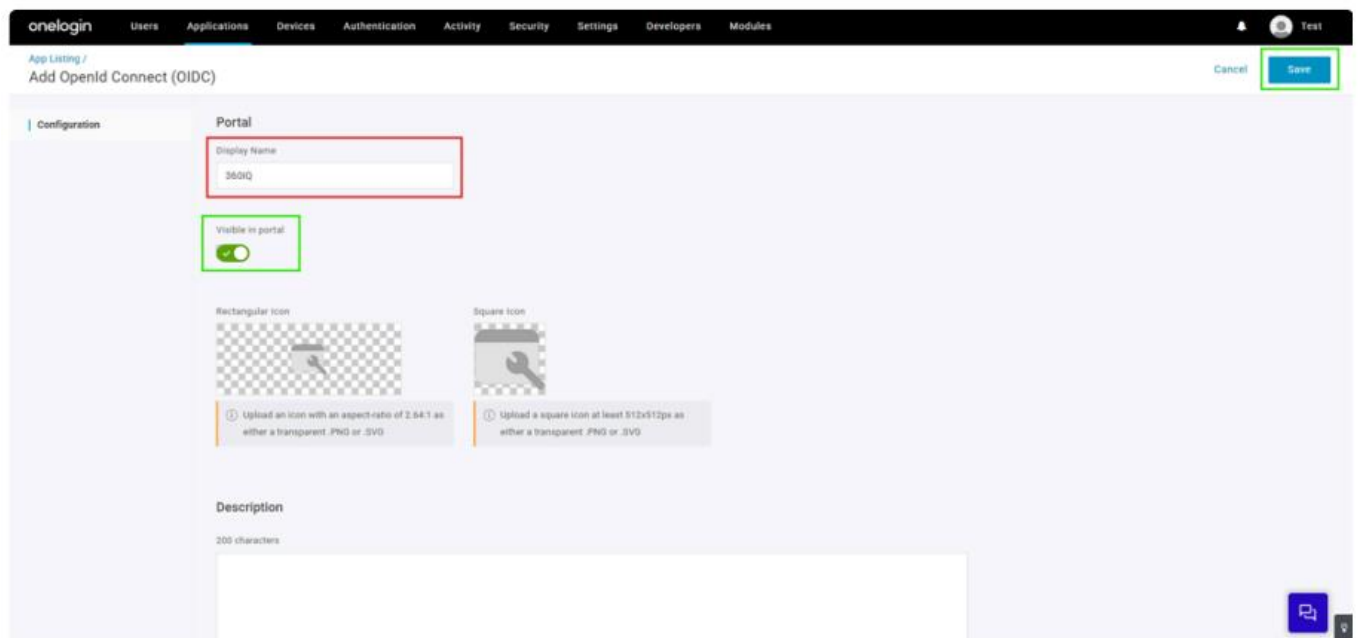 onelogin Users Applications Devices Authentication Activity Security Settings Developers Modules Test
App Listing /
Add OpenId Connect (OIDC)
Cancel Save
Configuration
Portal
Display Name
360IQ
Visible in portal
Rectangular Icon Square Icon
Upload an icon with an aspect-ratio of 2.64:1 as Upload a square icon at least 512x512px as
either a transparent .PNG or .SVG either a transparent .PNG or .SVG
Description
200 characters